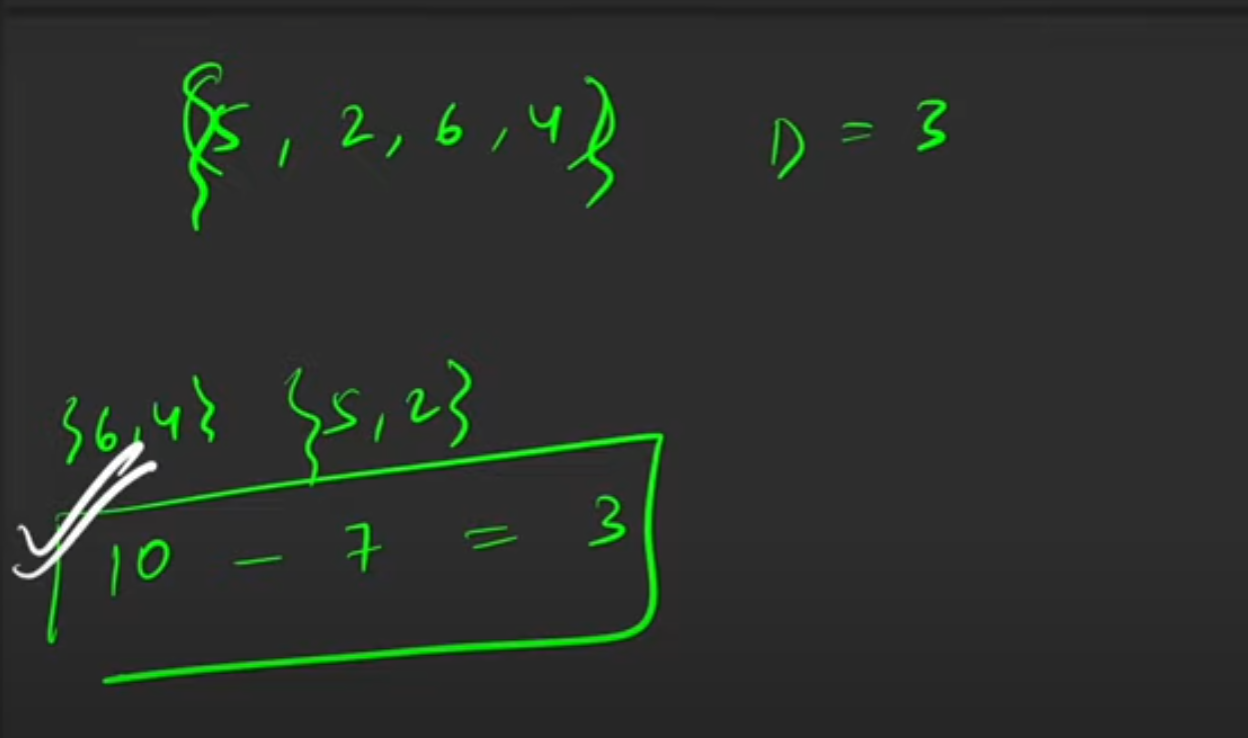 {5, 2, 6, 4} D = 3
{6,4} {5,2}
10 - 7 = 3